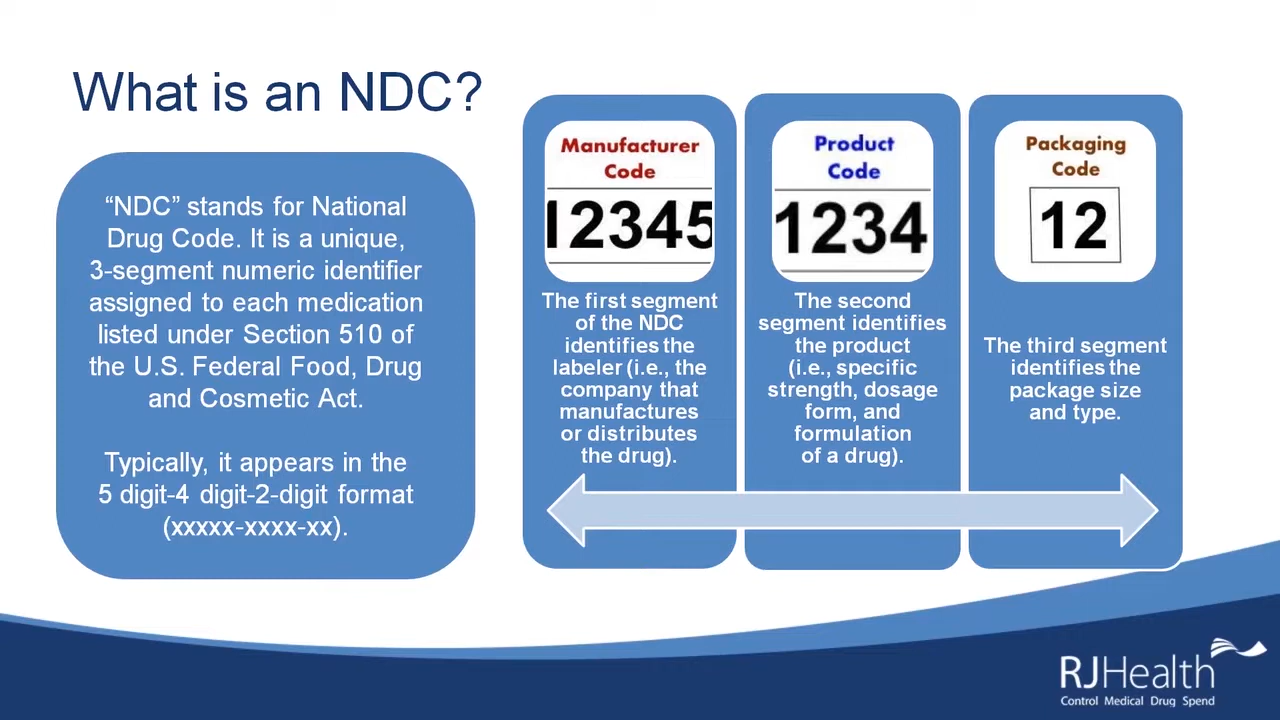 What is an NDC?
“NDC” stands for National
Drug Code. It is a unique,
3-segment numeric identifier
assigned to each medication
listed under Section 510 of
the U.S. Federal Food, Drug
and Cosmetic Act.
Typically, it appears in the
5 digit-4 digit-2-digit format
(xxxxx-xxxx-xx).
Manufacturer
Code
12345
The first segment
of the NDC
identifies the
labeler (i.e., the
company that
manufactures
or distributes
the drug).
Product
Code
1234
The second
segment identifies
the product
(i.e., specific
strength, dosage
form, and
formulation
of a drug).
Packaging
Code
12
The third segment
identifies the
package size
and type.
RJHealth
Control Medical Drug Spend